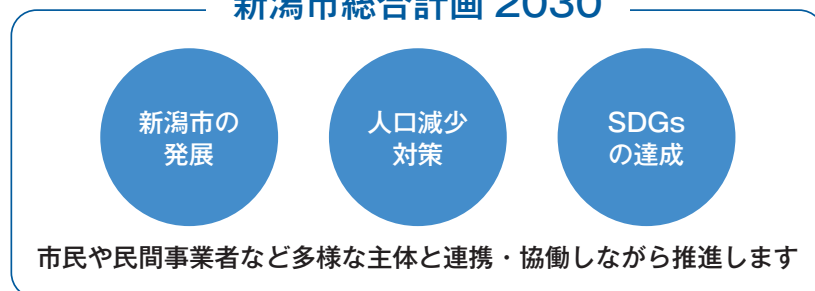 新潟市総合計画 2030
新潟市の
発展
人口減少
対策
SDGs
の達成
市民や民間事業者など多様な主体と連携・協働しながら推進します